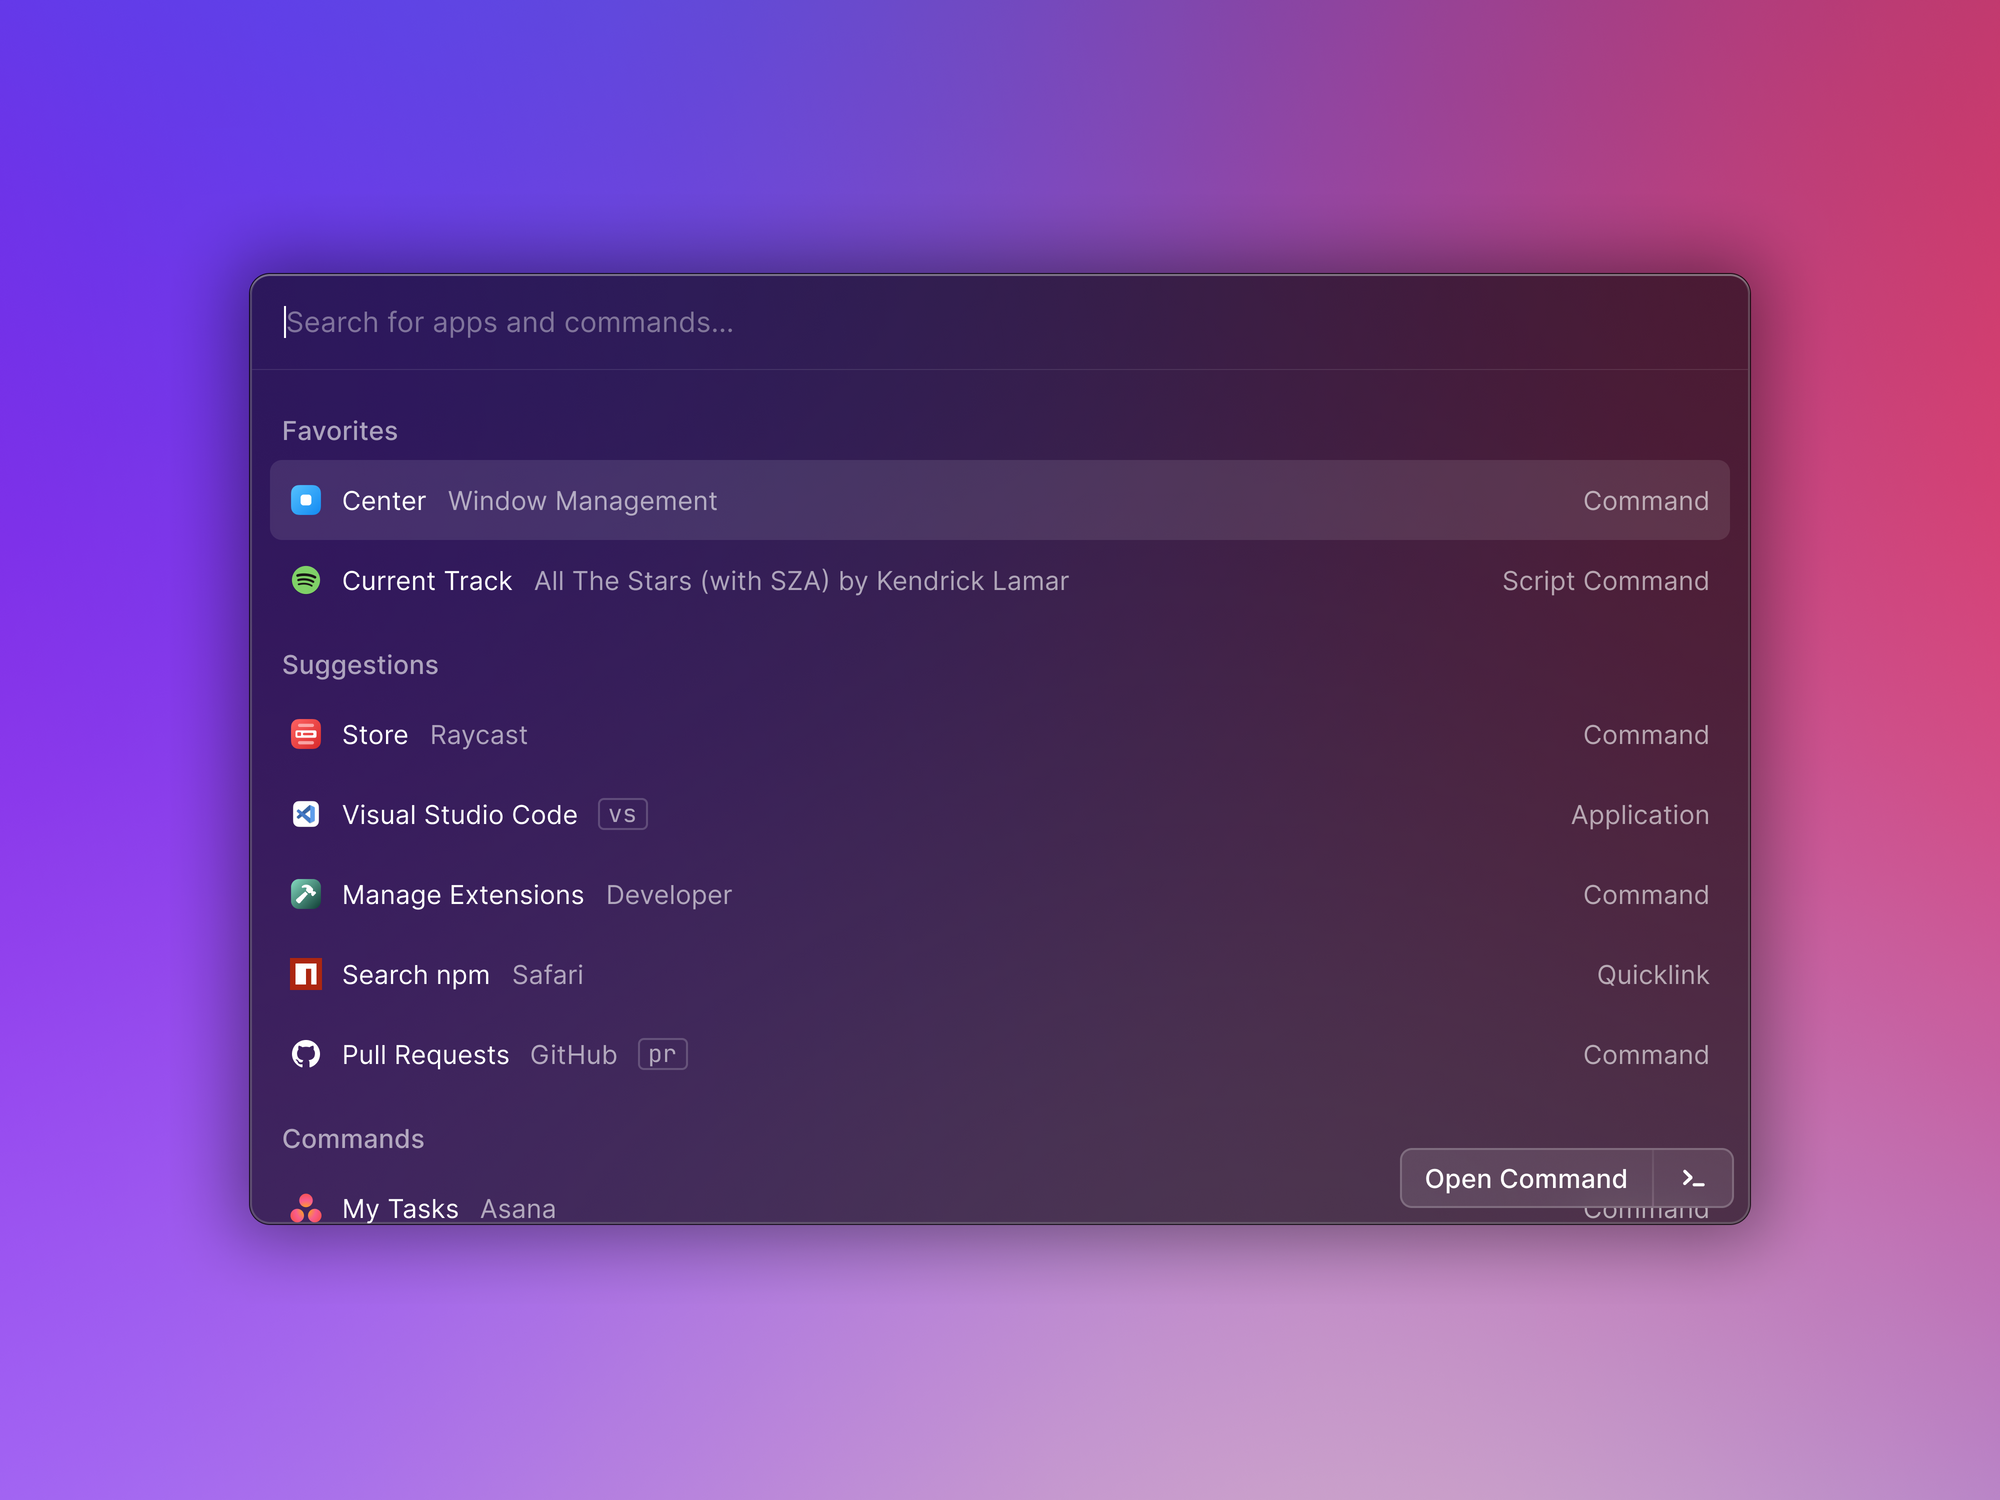 Search for apps and commands...
Favorites
Center Window Management Command
Current Track All The Stars (with SZA) by Kendrick Lamar Script Command
Suggestions
Store Raycast Command
Visual Studio Code vs Application
Manage Extensions Developer Command
Search npm Safari Quicklink
Pull Requests GitHub pr Command
Commands
Open Command >_
My Tasks Asana Command